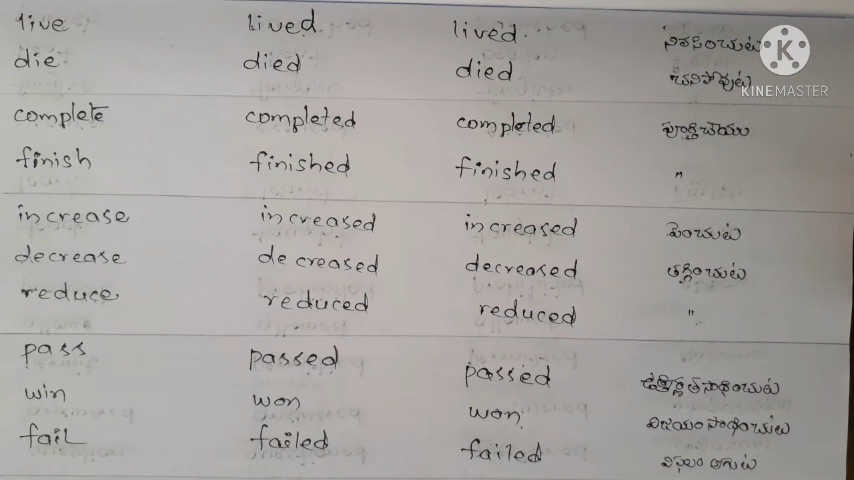 live lived lived. నివసించుట
die died died చనిపోవుట
KINEMASTER
complete completed completed పూర్తిచేయు
finish finished finished "
increase increased increased పెంచుట
decrease decreased decreased తగ్గించుట
reduce reduced reduced "
pass passed passed ఉత్తీర్ణత సాధించుట
win won won విజయం సాధించుట
fail failed failed విఫలం అగుట